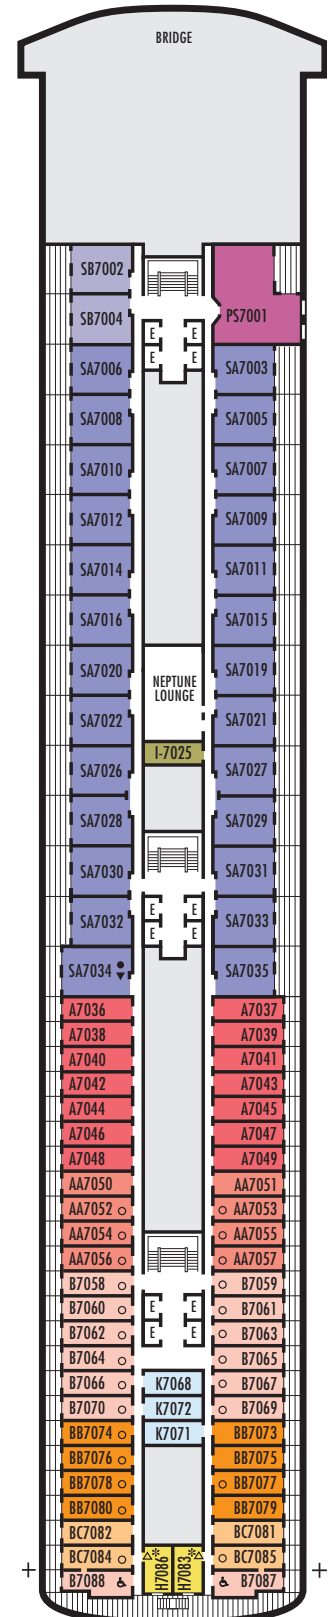 BRIDGE
SB7002
PS7001
SB7004
E E
E E
SA7006 SA7003
SA7008 SA7005
SA7010 SA7007
SA7012 SA7009
SA7014 SA7011
SA7016 SA7015
SA7020 NEPTUNE LOUNGE SA7019
SA7022 SA7021
I-7025
SA7026 SA7027
SA7028 SA7029
SA7030 SA7031
SA7032 E E SA7033
E E
SA7034 SA7035
A7036 A7037
A7038 A7039
A7040 A7041
A7042 A7043
A7044 A7045
A7046 A7047
A7048 A7049
AA7050 AA7051
AA7052 AA7053
AA7054 AA7055
AA7056 AA7057
B7058 B7059
B7060 E E B7061
B7062 E E B7063
B7064 B7065
B7066 K7068 B7067
B7070 K7072 B7069
BB7074 K7071 BB7073
BB7076 BB7075
BB7078 BB7077
BB7080 BB7079
BC7082 BC7081
BC7084 BC7085
B7088 H7086 H7083 B7087